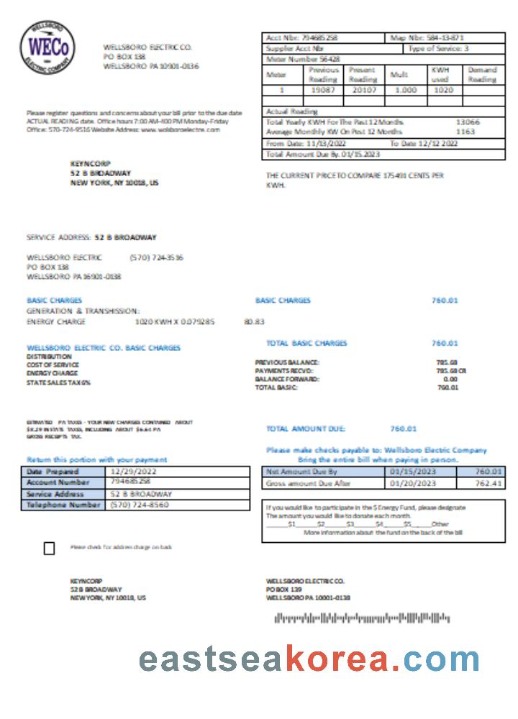 WELLSBORO
WECo
ELECTRIC COMPANY
WELLSBORO ELECTRIC CO.
PO BOX 138
WELLSBORO PA 10901-0136
Acct Nbr: 794685258 Map Nbr: 584-13-871
Supplier Acct Nbr Type of Service: 3
Meter Number 56428
Meter Previous Reading Present Reading Mult KWH used Demand Reading
1 19087 20107 1.000 1020
Actual Reading
Total Yearly KWH For The Past 12 Months 13066
Average Monthly KW On Past 12 Months 1163
From Date: 11/13/2022 To Date 12/12 2022
Total Amount Due By. 01/15.2023
Please register questions and concerns about your bill prior to the due date
ACTUAL READING date. Office hours 7:00 AM-400 PM Monday-Friday
Office: 570-724-9516 Website Address: www.wolsboroelectre.com
KEYNCORP
52 B BROADWAY
NEW YORK, NY 10018, US
THE CURRENT PRICE TO COMPARE 175491 CENTS PER
KWH.
SERVICE ADDRESS: 52 B BROADWAY
WELLSBORO ELECTRIC (570) 724-3516
PO BOX 138
WELLSBORO PA 16901-0138
BASIC CHARGES BASIC CHARGES 760.01
GENERATION & TRANSMISSION:
ENERGY CHARGE 1020 KWH X 0.079285 80.83
WELLSBORO ELECTRIC CO. BASIC CHARGES TOTAL BASIC CHARGES 760.01
DISTRIBUTION
COST OF SERVICE
ENERGY CHARGE
STATE SALES TAX 6%
PREVIOUS BALANCE: 785.68
PAYMENTS RECVD: 785.68 CR
BALANCE FORWARD: 0.00
TOTAL BASIC: 760.01
ESTIMATED PA TAXES - YOUR NEW CHARGES CONTAINED ABOUT
$8.29 IN STATE TAXES, INCLUDING ABOUT $6.64 PA
GROSS RECEIPTS TAX.
TOTAL AMOUNT DUE: 760.01
Please make checks payable to: Wellsboro Electric Company
Return this portion with your payment Bring the entire bill when paying in person.
Date Prepared 12/29/2022
Account Number 794685258
Service Address 52 B BROADWAY
Telephone Number (570) 724-8560
Net Amount Due By 01/15/2023 760.01
Gross amount Due After 01/20/2023 762.41
If you would like to participate in the $ Energy Fund, please designate
The amount you would like to donate each month.
$1 $2 $3 $4 $5 Other
More information about the fund on the back of the bill
Please check for address charge on back
KEYNCORP
52 B BROADWAY
NEW YORK, NY 10018, US
WELLSBORO ELECTRIC CO.
PO BOX 139
WELLSBORO PA 10001-0138
eastseakorea.com